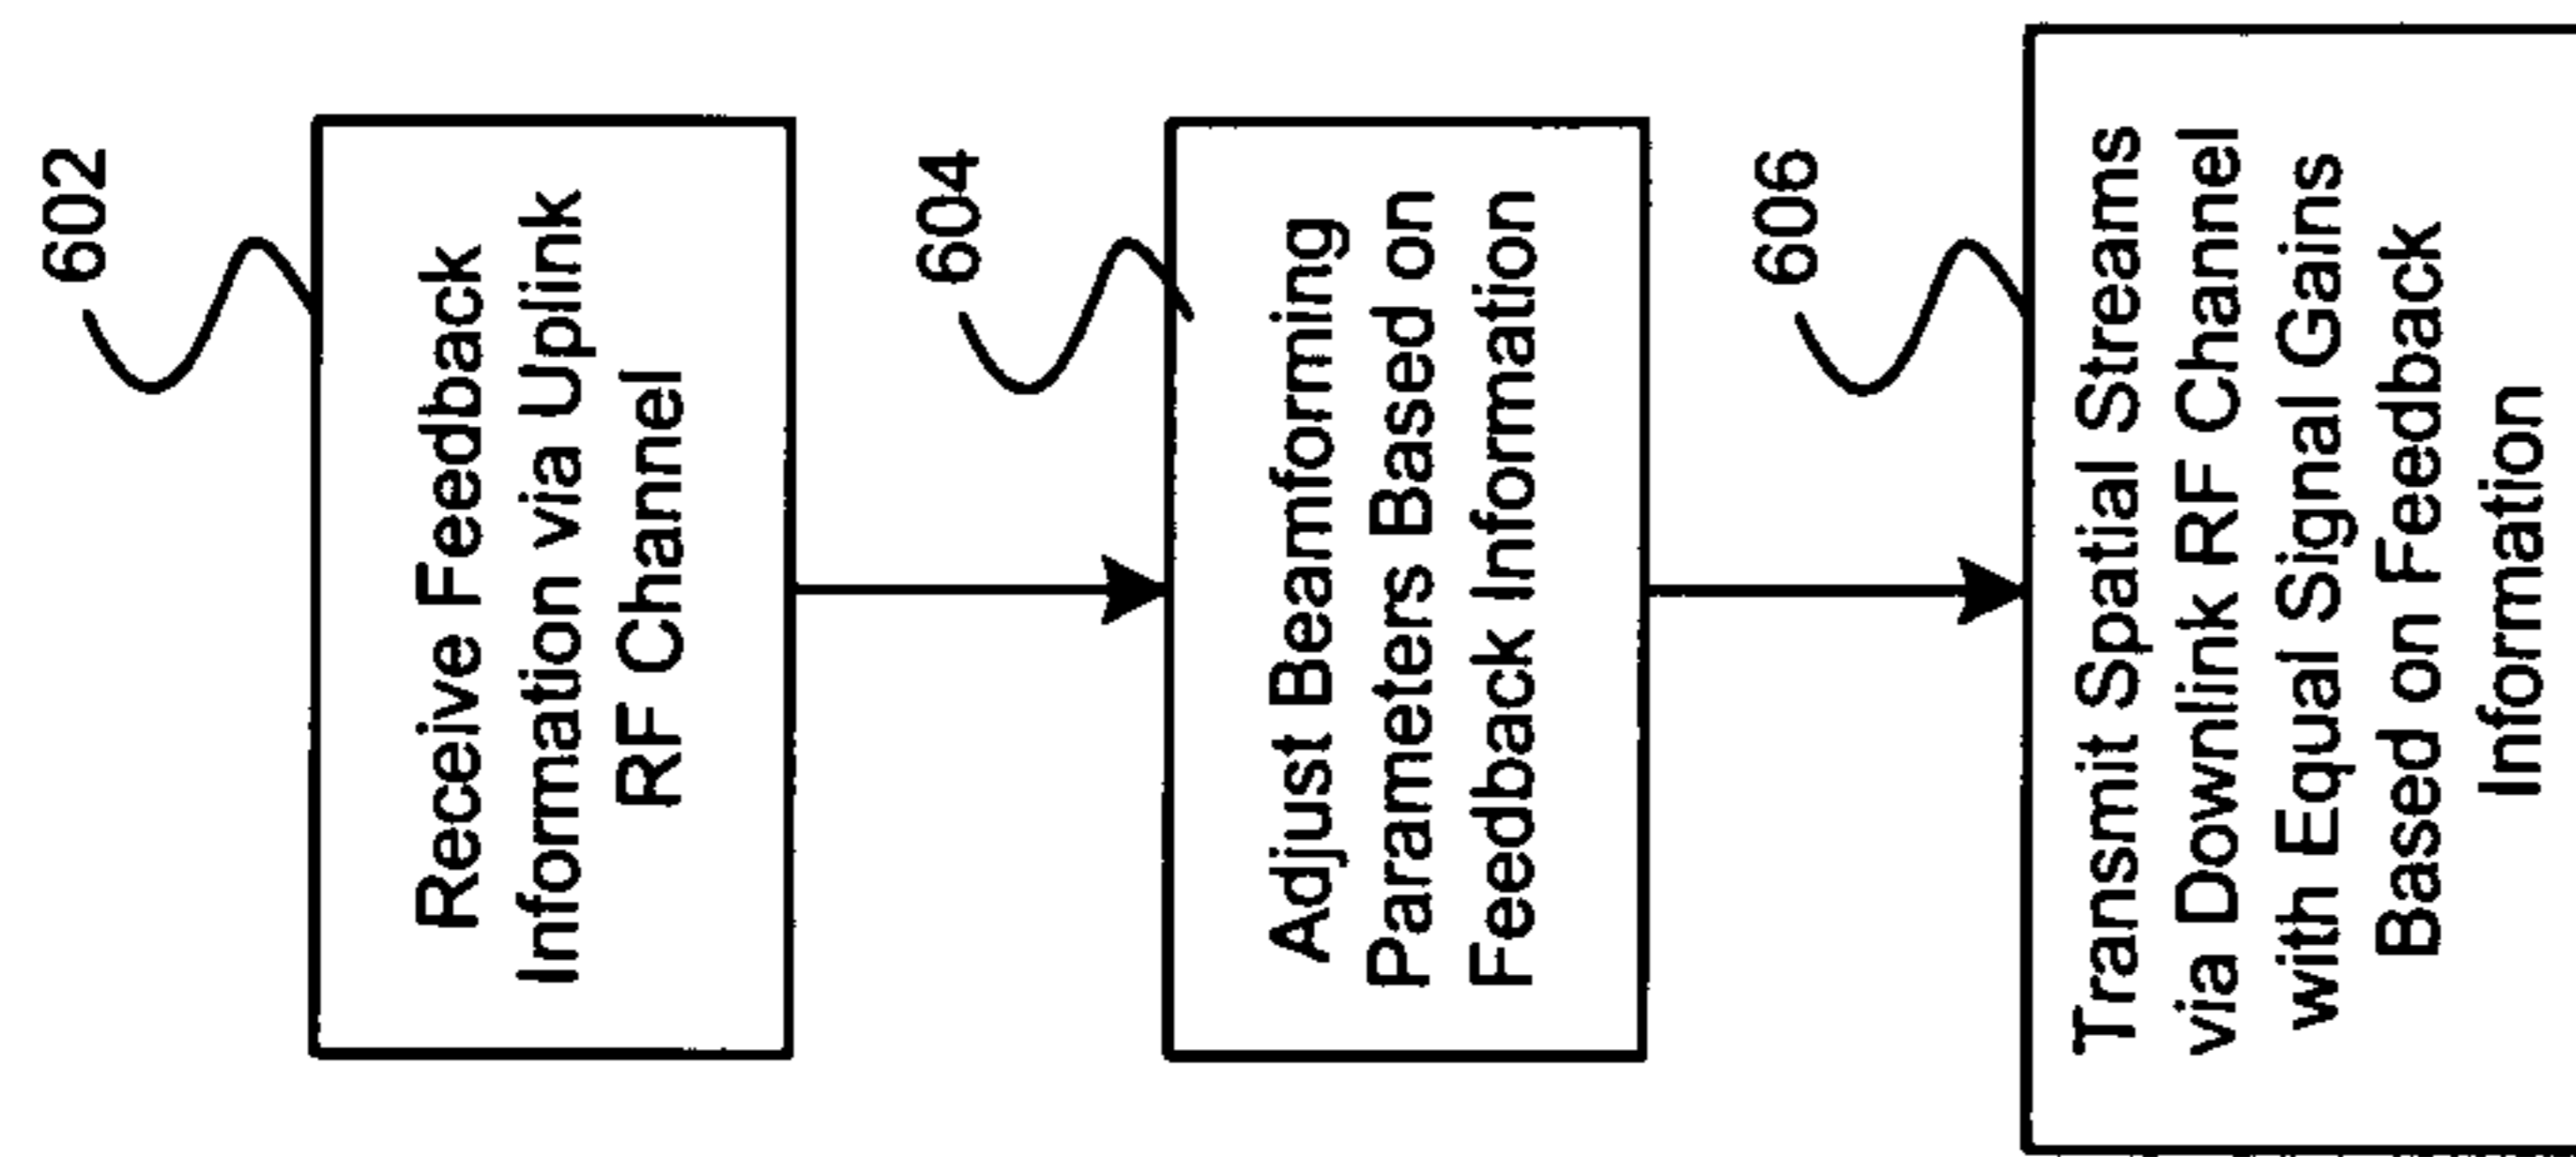 602
Receive Feedback
Information via Uplink
RF Channel
604
Adjust Beamforming
Parameters Based on
Feedback Information
606
Transmit Spatial Streams
via Downlink RF Channel
with Equal Signal Gains
Based on Feedback
Information